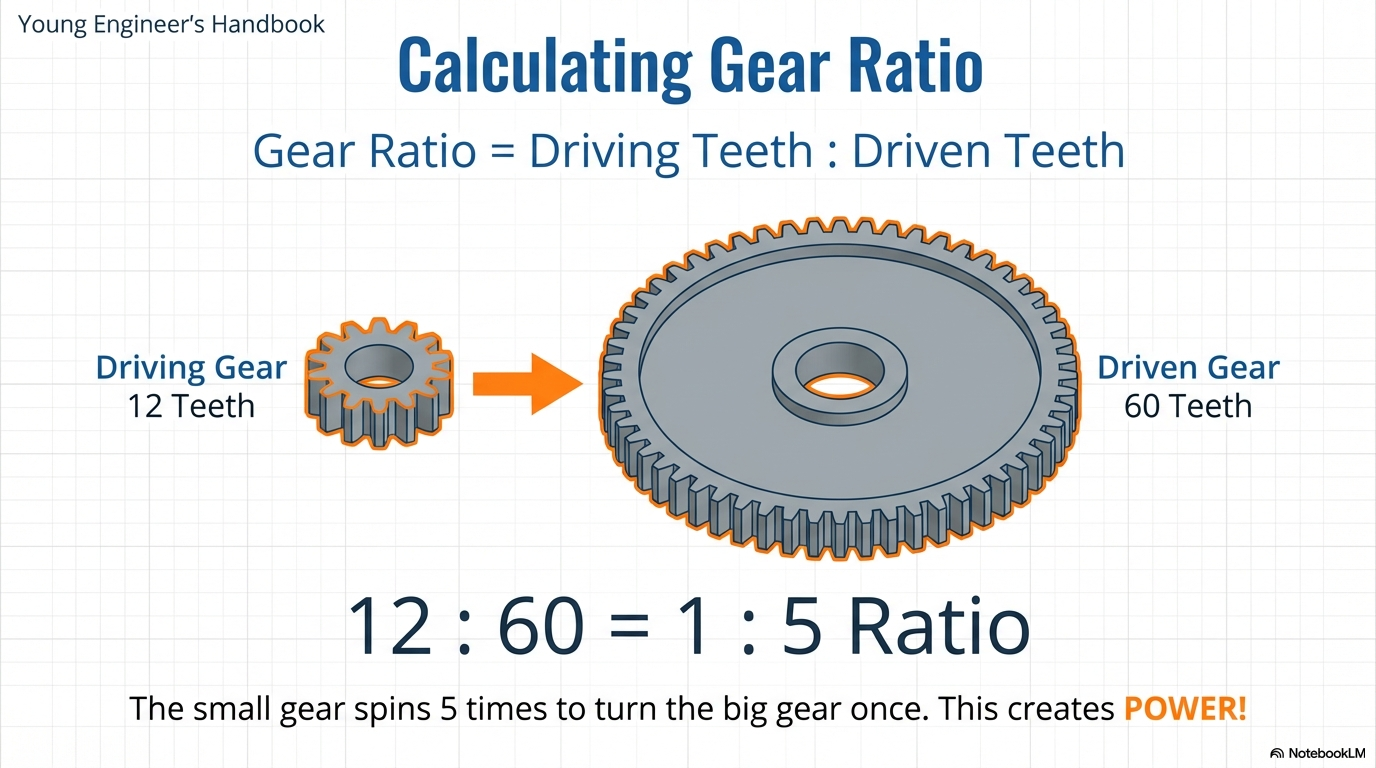 Young Engineer's Handbook
Calculating Gear Ratio
Gear Ratio = Driving Teeth : Driven Teeth
Driving Gear
12 Teeth
Driven Gear
60 Teeth
12 : 60 = 1 : 5 Ratio
The small gear spins 5 times to turn the big gear once. This creates POWER!
NotebookLM